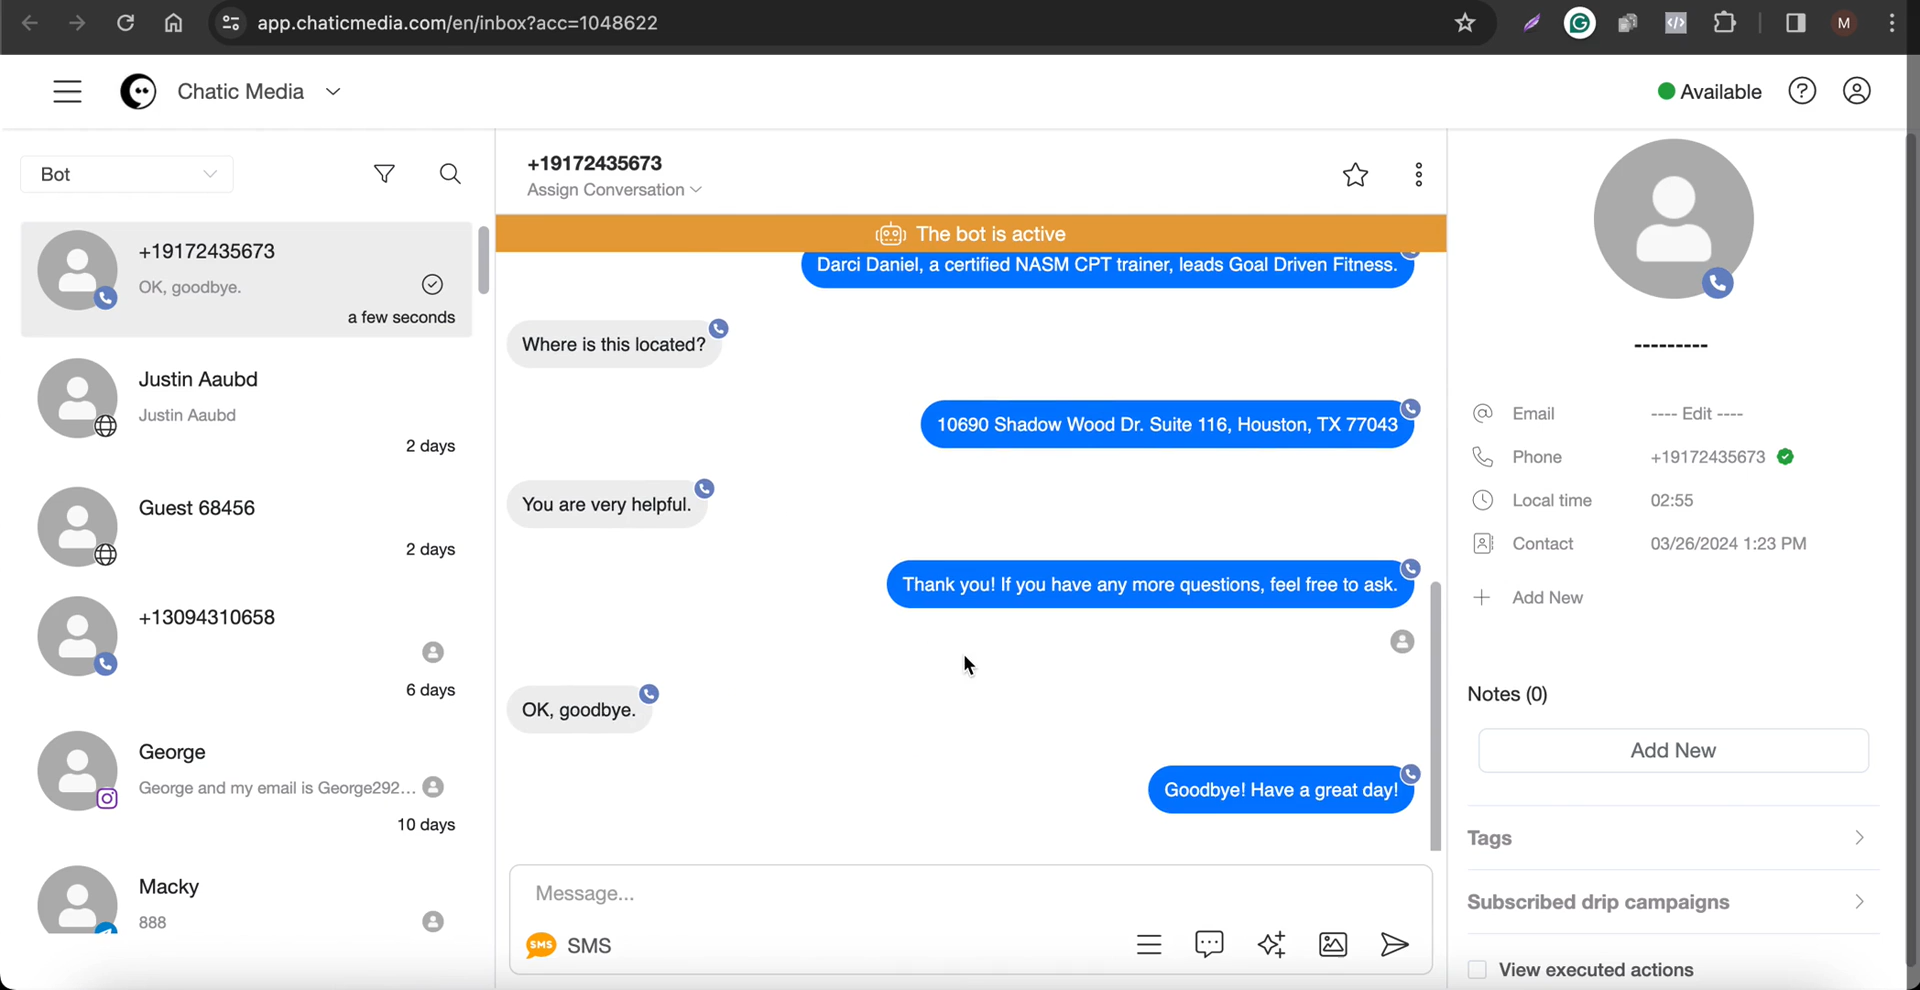 app.chaticmedia.com/en/inbox?acc=1048622
M
Chatic Media
Available
Bot
+19172435673
OK, goodbye.
a few seconds
Justin Aaubd
Justin Aaubd
2 days
Guest 68456
2 days
+13094310658
6 days
George
George and my email is George292...
10 days
Macky
888
+19172435673
Assign Conversation
The bot is active
Darci Daniel, a certified NASM CPT trainer, leads Goal Driven Fitness.
Where is this located?
10690 Shadow Wood Dr. Suite 116, Houston, TX 77043
You are very helpful.
Thank you! If you have any more questions, feel free to ask.
OK, goodbye.
Goodbye! Have a great day!
Message...
SMS SMS
---------
Email ---- Edit ----
Phone +19172435673
Local time 02:55
Contact 03/26/2024 1:23 PM
+ Add New
Notes (0)
Add New
Tags
Subscribed drip campaigns
View executed actions